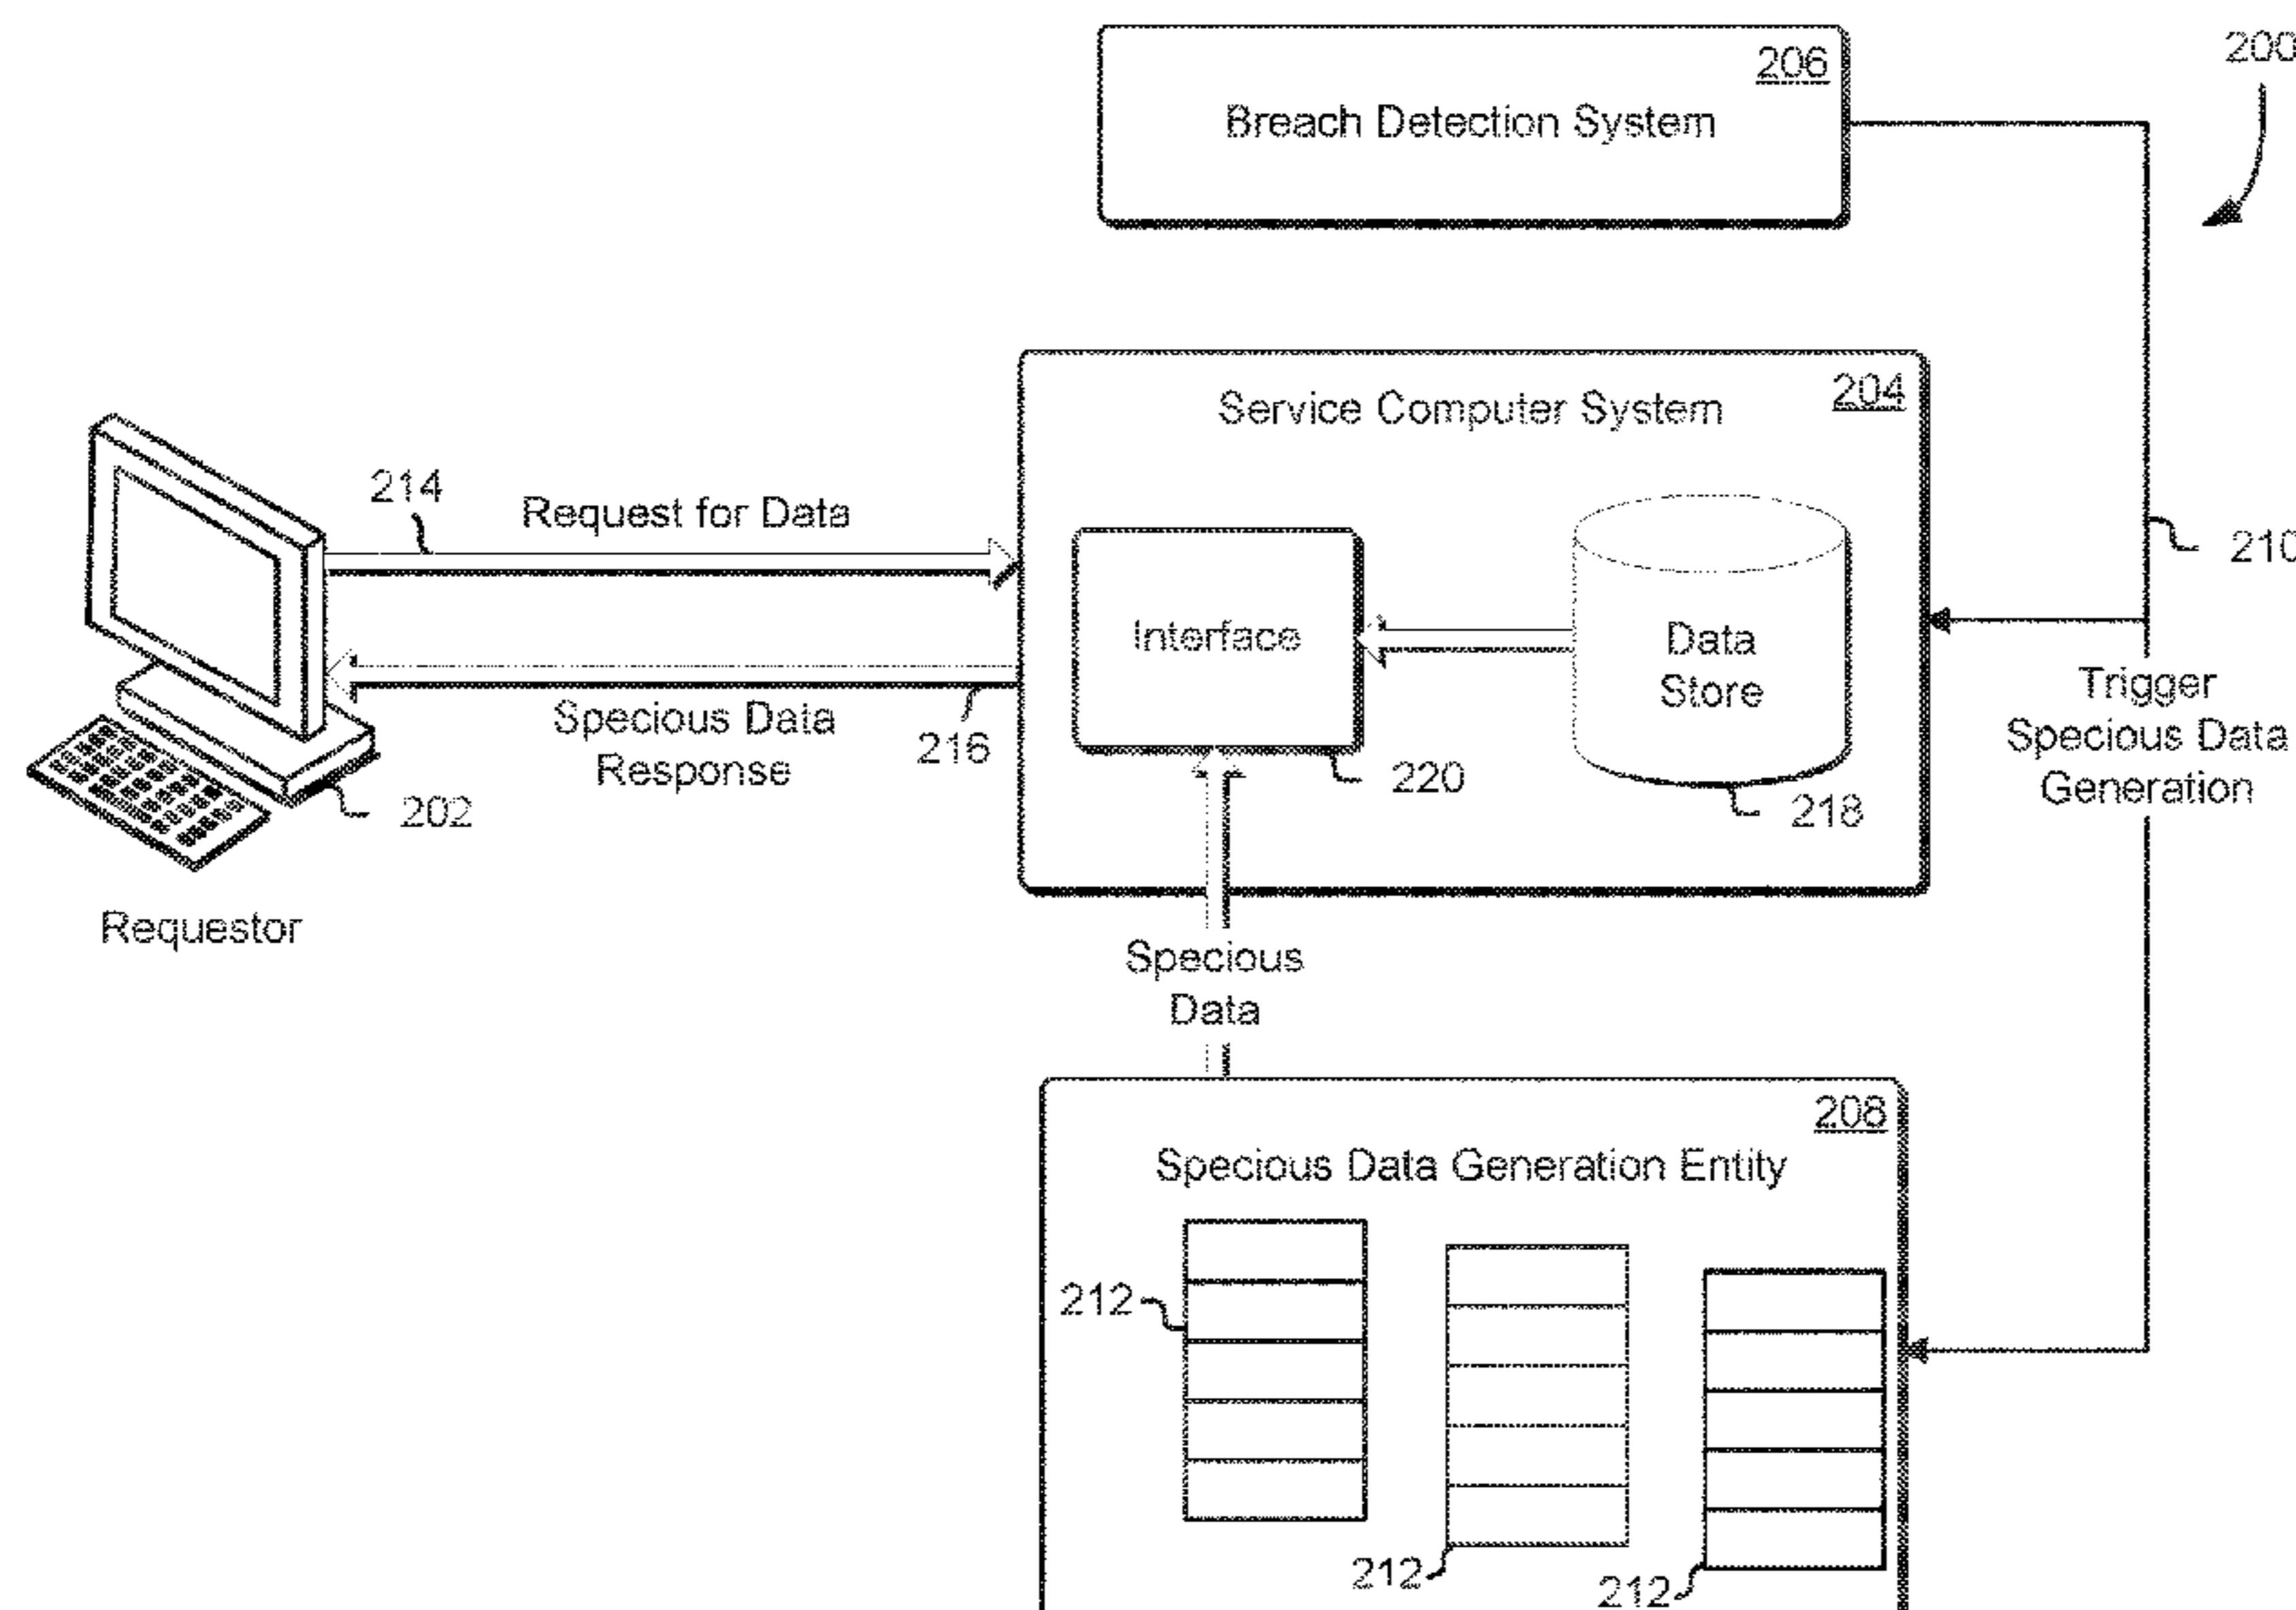 200
206
Breach Detection System
204
Service Computer System
214
Request for Data
Interface
Data
Store
210
Specious Data
Response
216
220
218
202
Requestor
Trigger
Specious Data
Generation
Specious
Data
208
Specious Data Generation Entity
212
212
212